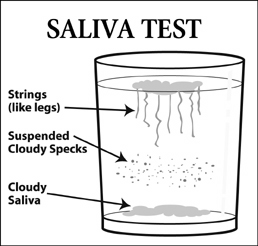 SALIVA TEST
Strings
(like legs)
Suspended
Cloudy Specks
Cloudy
Saliva